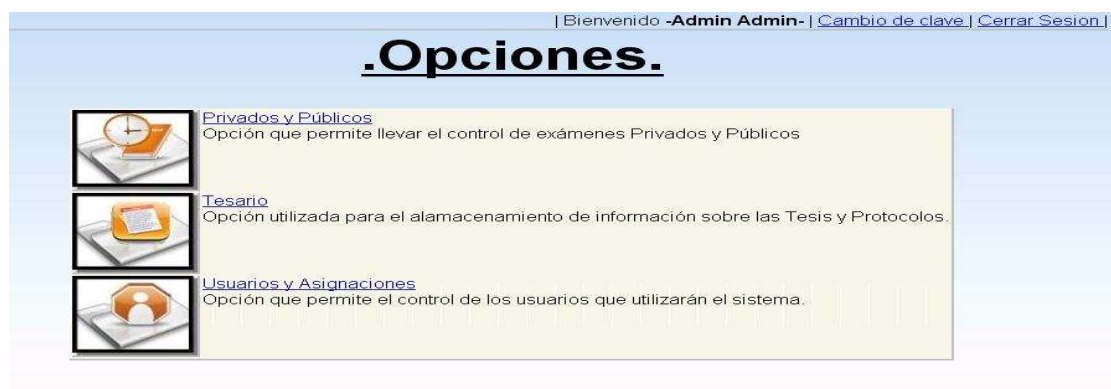 | Bienvenido -Admin Admin- | Cambio de clave | Cerrar Sesion |
.Opciones.
Privados y Públicos
Opción que permite llevar el control de exámenes Privados y Públicos
Tesario
Opción utilizada para el alamacenamiento de información sobre las Tesis y Protocolos.
Usuarios y Asignaciones
Opción que permite el control de los usuarios que utilizarán el sistema.